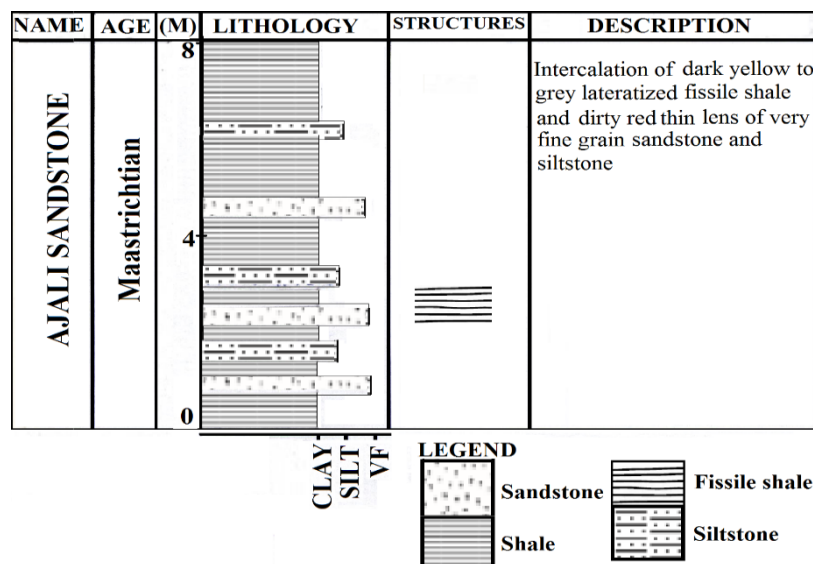 NAME AGE (M) LITHOLOGY STRUCTURES DESCRIPTION
AJALI SANDSTONE
Maastrichtian
8
4
0
Intercalation of dark yellow to
grey lateratized fissile shale
and dirty red thin lens of very
fine grain sandstone and
siltstone
CLAY
SILT
VF
LEGEND
Sandstone
Fissile shale
Shale
Siltstone